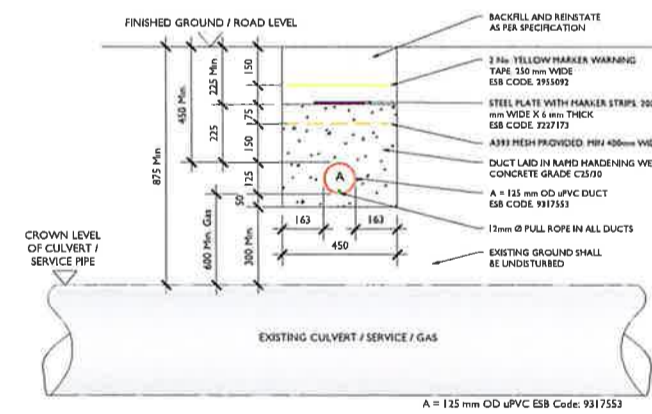 FINISHED GROUND / ROAD LEVEL
BACKFILL AND REINSTATE
AS PER SPECIFICATION
2 No. YELLOW MARKER WARNING
TAPE 250 mm WIDE
ESB CODE. 2955092
STEEL PLATE WITH MARKER STRIPS. 200
mm WIDE X 6 mm THICK
ESB CODE. 7227173
A393 MESH PROVIDED. MIN 400mm
DUCT LAID IN RAPID HARDENING
CONCRETE GRADE C25/30
A = 125 mm OD uPVC DUCT
ESB CODE. 9317553
12mm Ø PULL ROPE IN ALL DUCTS
EXISTING GROUND SHALL
BE UNDISTURBED
875 Min
450 Min.
225 Min
225
150
75
150
125
50
600 Min. Gas
300 Min.
A
163
163
450
CROWN LEVEL
OF CULVERT /
SERVICE PIPE
EXISTING CULVERT / SERVICE / GAS
A = 125 mm OD uPVC ESB Code: 9317553